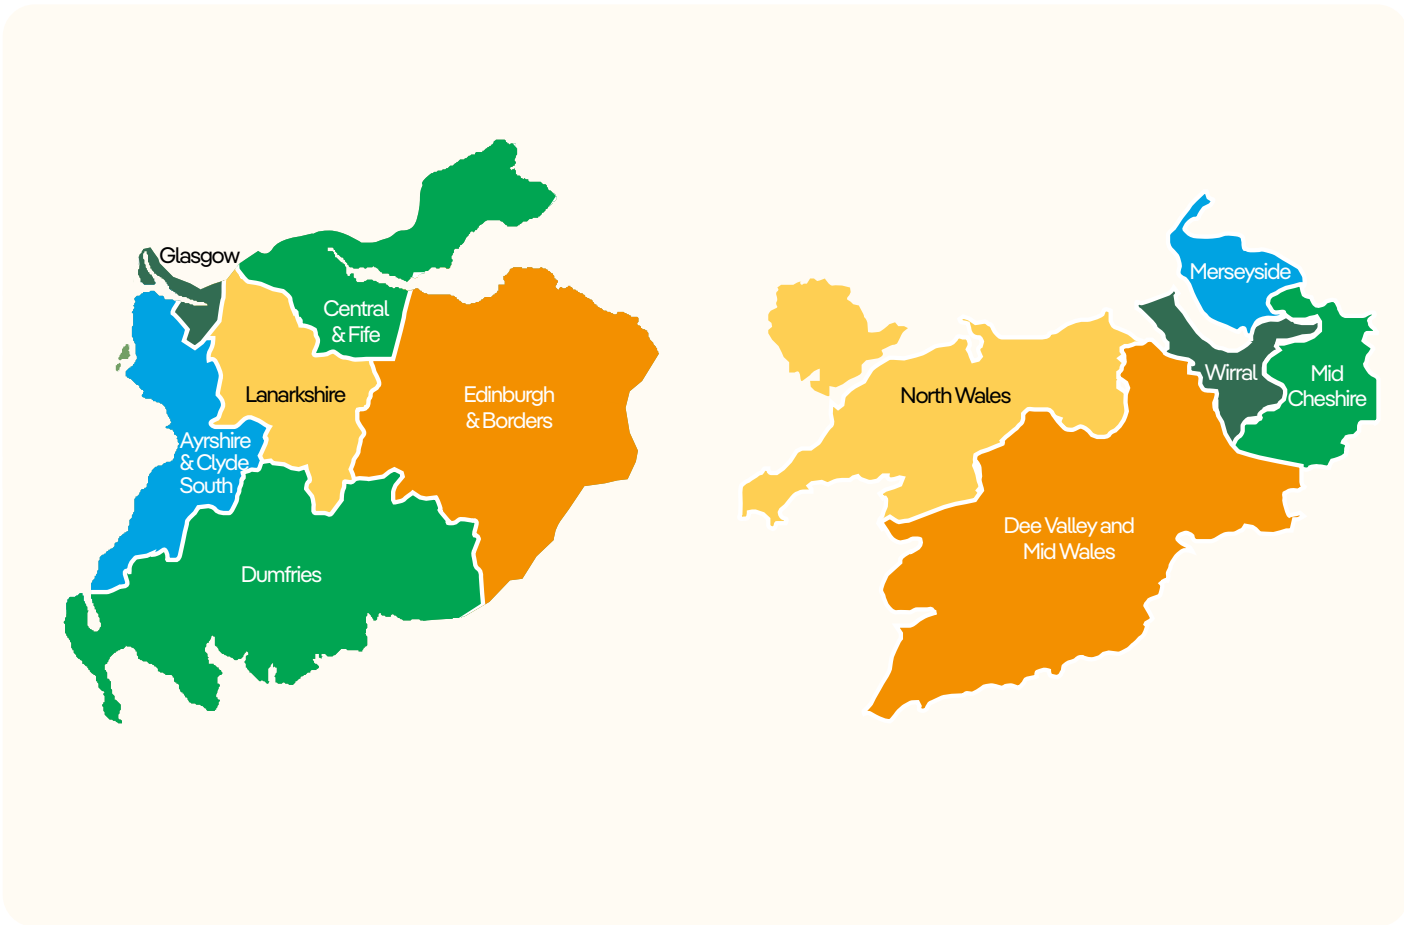 Glasgow
Central
& Fife
Lanarkshire
Edinburgh
& Borders
Ayrshire
& Clyde
South
Dumfries
Merseyside
Wirral
Mid
Cheshire
North Wales
Dee Valley and
Mid Wales